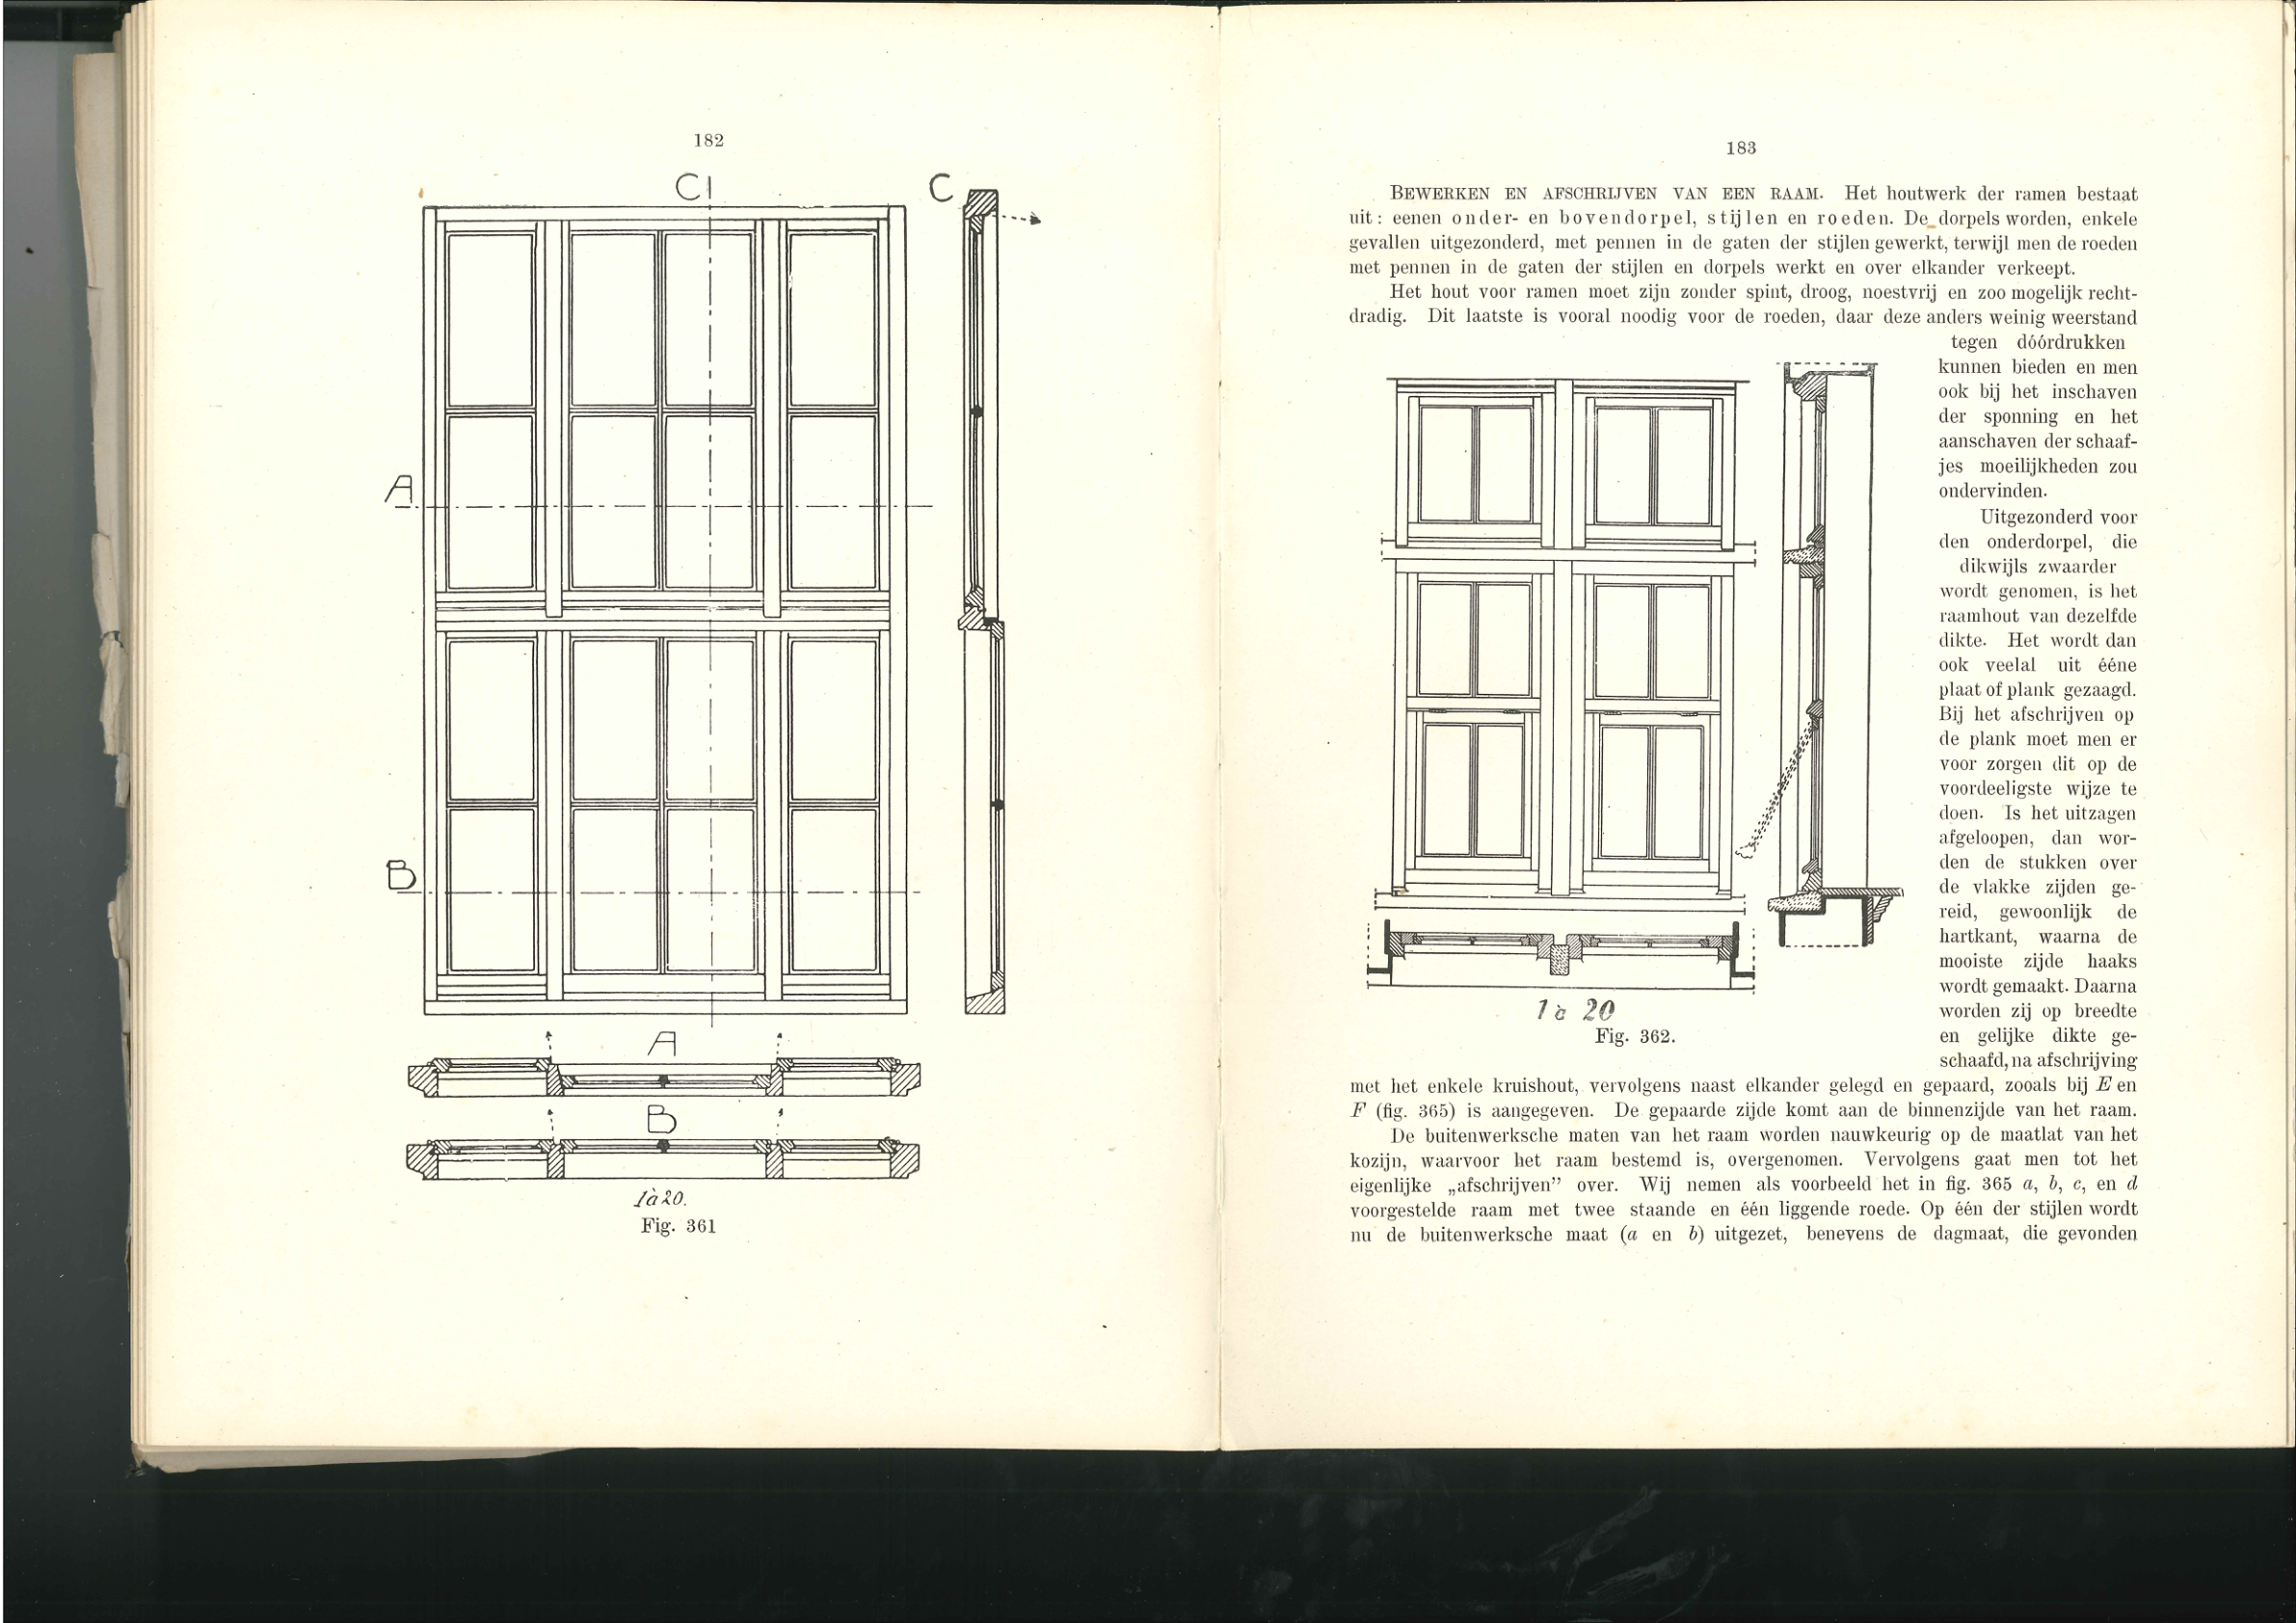 182
C
C
A
B
A
B
1à20.
Fig. 361
183
BEWERKEN EN AFSCHRIJVEN VAN EEN RAAM. Het houtwerk der ramen bestaat
uit: eenen onder- en bovendorpel, stijlen en roeden. De dorpels worden, enkele
gevallen uitgezonderd, met pennen in de gaten der stijlen gewerkt, terwijl men de roeden
met pennen in de gaten der stijlen en dorpels werkt en over elkander verkeept.
Het hout voor ramen moet zijn zonder spint, droog, noestvrij en zoo mogelijk recht-
dradig. Dit laatste is vooral noodig voor de roeden, daar deze anders weinig weerstand
tegen dóórdrukken
kunnen bieden en men
ook bij het inschaven
der sponning en het
aanschaven der schaaf-
jes moeilijkheden zou
ondervinden.
Uitgezonderd voor
den onderdorpel, die
dikwijls zwaarder
wordt genomen, is het
raamhout van dezelfde
dikte. Het wordt dan
ook veelal uit ééne
plaat of plank gezaagd.
Bij het afschrijven op
de plank moet men er
voor zorgen dit op de
voordeeligste wijze te
doen. Is het uitzagen
afgeloopen, dan wor-
den de stukken over
de vlakke zijden ge-
reid, gewoonlijk de
hartkant, waarna de
mooiste zijde haaks
wordt gemaakt. Daarna
worden zij op breedte
en gelijke dikte ge-
schaafd, na afschrijving
1 à 20
Fig. 362.
met het enkele kruishout, vervolgens naast elkander gelegd en gepaard, zooals bij E en
F (fig. 365) is aangegeven. De gepaarde zijde komt aan de binnenzijde van het raam.
De buitenwerksche maten van het raam worden nauwkeurig op de maatlat van het
kozijn, waarvoor het raam bestemd is, overgenomen. Vervolgens gaat men tot het
eigenlijke „afschrijven” over. Wij nemen als voorbeeld het in fig. 365 a, b, c, en d
voorgestelde raam met twee staande en één liggende roede. Op één der stijlen wordt
nu de buitenwerksche maat (a en b) uitgezet, benevens de dagmaat, die gevonden